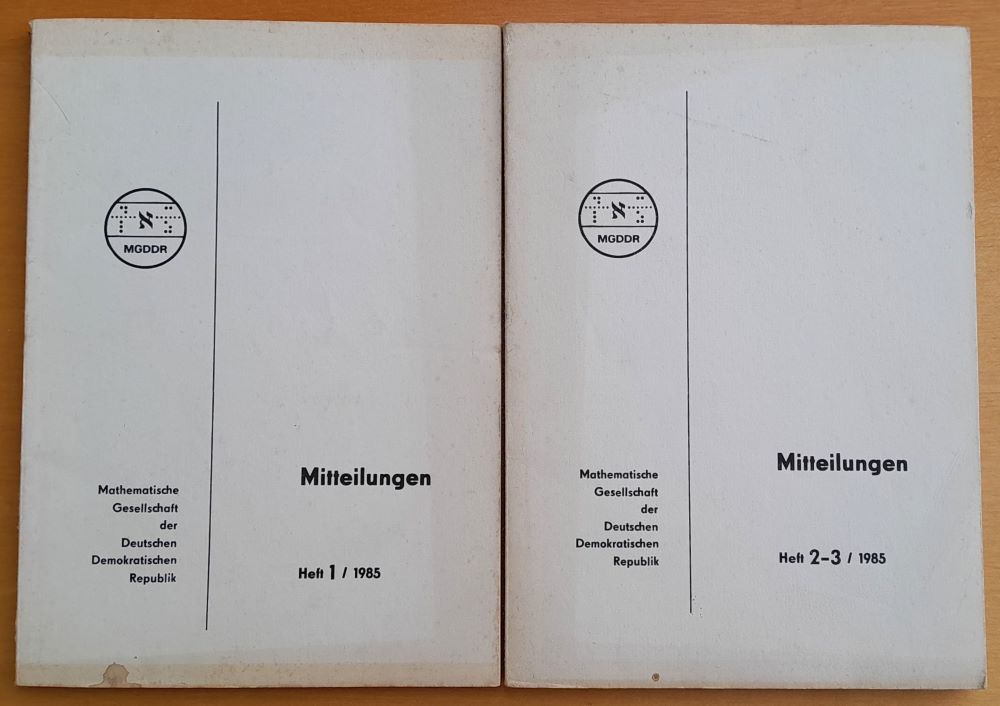 ℵ
MGDDR
Mathematische
Gesellschaft
der
Deutschen
Demokratischen
Republik
Mitteilungen
Heft 1 / 1985
ℵ
MGDDR
Mathematische
Gesellschaft
der
Deutschen
Demokratischen
Republik
Mitteilungen
Heft 2–3 / 1985